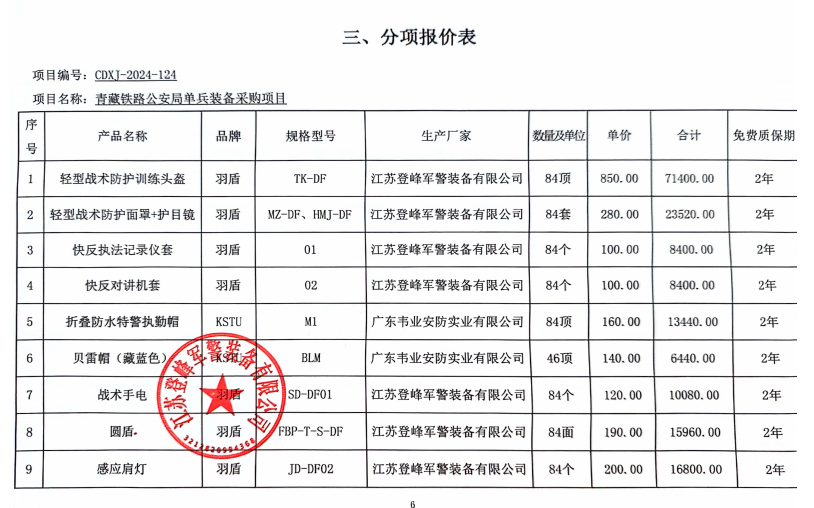 三、分项报价表
项目编号：CDXJ-2024-124
项目名称：青藏铁路公安局单兵装备采购项目
序号 产品名称 品牌 规格型号 生产厂家 数量及单位 单价 合计 免费质保期
1 轻型战术防护训练头盔 羽盾 TK-DF 江苏登峰军警装备有限公司 84顶 850.00 71400.00 2年
2 轻型战术防护面罩+护目镜 羽盾 MZ-DF、HMJ-DF 江苏登峰军警装备有限公司 84套 280.00 23520.00 2年
3 快反执法记录仪套 羽盾 01 江苏登峰军警装备有限公司 84个 100.00 8400.00 2年
4 快反对讲机套 羽盾 02 江苏登峰军警装备有限公司 84个 100.00 8400.00 2年
5 折叠防水特警执勤帽 KSTU M1 广东韦业安防实业有限公司 84顶 160.00 13440.00 2年
6 贝雷帽（藏蓝色） KSTU BLM 广东韦业安防实业有限公司 46顶 140.00 6440.00 2年
7 战术手电 羽盾 SD-DF01 江苏登峰军警装备有限公司 84个 120.00 10080.00 2年
8 圆盾 羽盾 FBP-T-S-DF 江苏登峰军警装备有限公司 84面 190.00 15960.00 2年
9 感应肩灯 羽盾 JD-DF02 江苏登峰军警装备有限公司 84个 200.00 16800.00 2年
江苏登峰军警装备有限公司
6